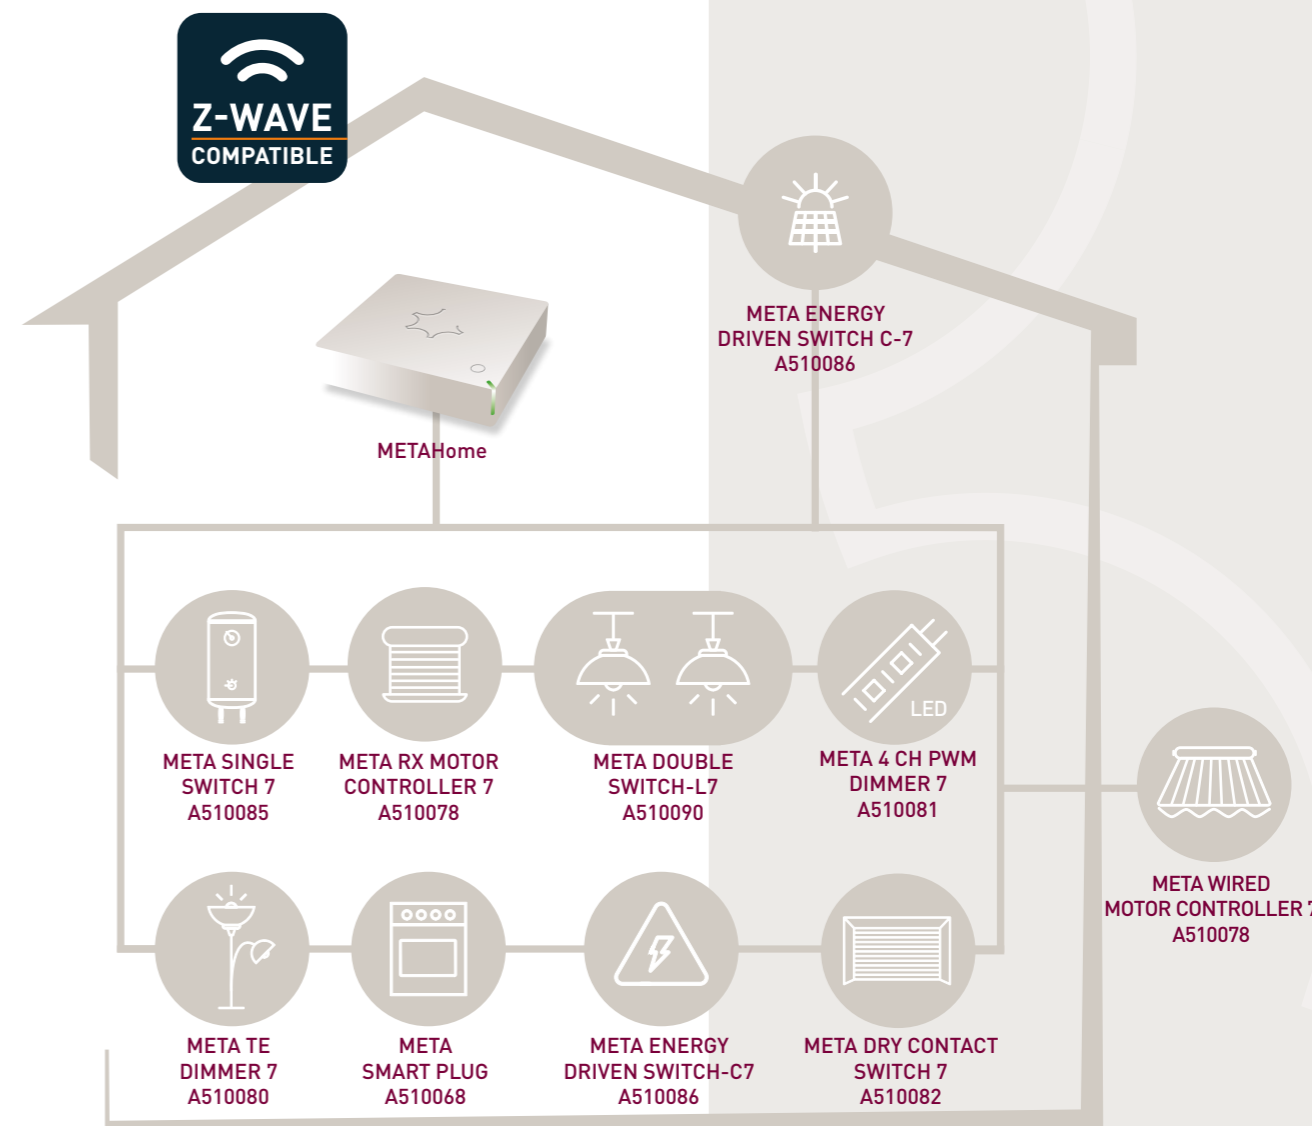 Z-WAVE
COMPATIBLE
META ENERGY
DRIVEN SWITCH C-7
A510086
METAHome
LED
META SINGLE
SWITCH 7
A510085
META RX MOTOR
CONTROLLER 7
A510078
META DOUBLE
SWITCH-L7
A510090
META 4 CH PWM
DIMMER 7
A510081
META WIRED
MOTOR CONTROLLER 7
A510078
META TE
DIMMER 7
A510080
META
SMART PLUG
A510068
META ENERGY
DRIVEN SWITCH-C7
A510086
META DRY CONTACT
SWITCH 7
A510082